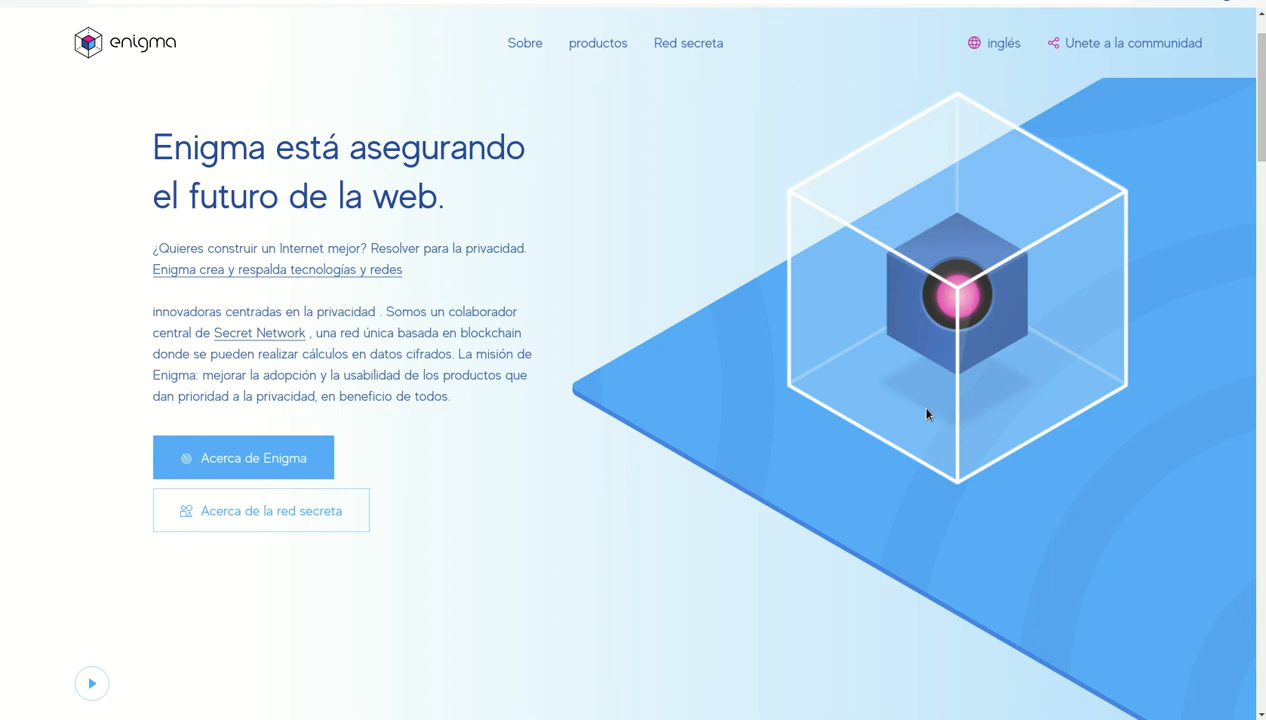 enigma
Sobre
productos
Red secreta
inglés
Unete a la communidad
Enigma está asegurando
el futuro de la web.
¿Quieres construir un Internet mejor? Resolver para la privacidad.
Enigma crea y respalda tecnologías y redes
innovadoras centradas en la privacidad . Somos un colaborador
central de Secret Network , una red única basada en blockchain
donde se pueden realizar cálculos en datos cifrados. La misión de
Enigma: mejorar la adopción y la usabilidad de los productos que
dan prioridad a la privacidad, en beneficio de todos.
Acerca de Enigma
Acerca de la red secreta